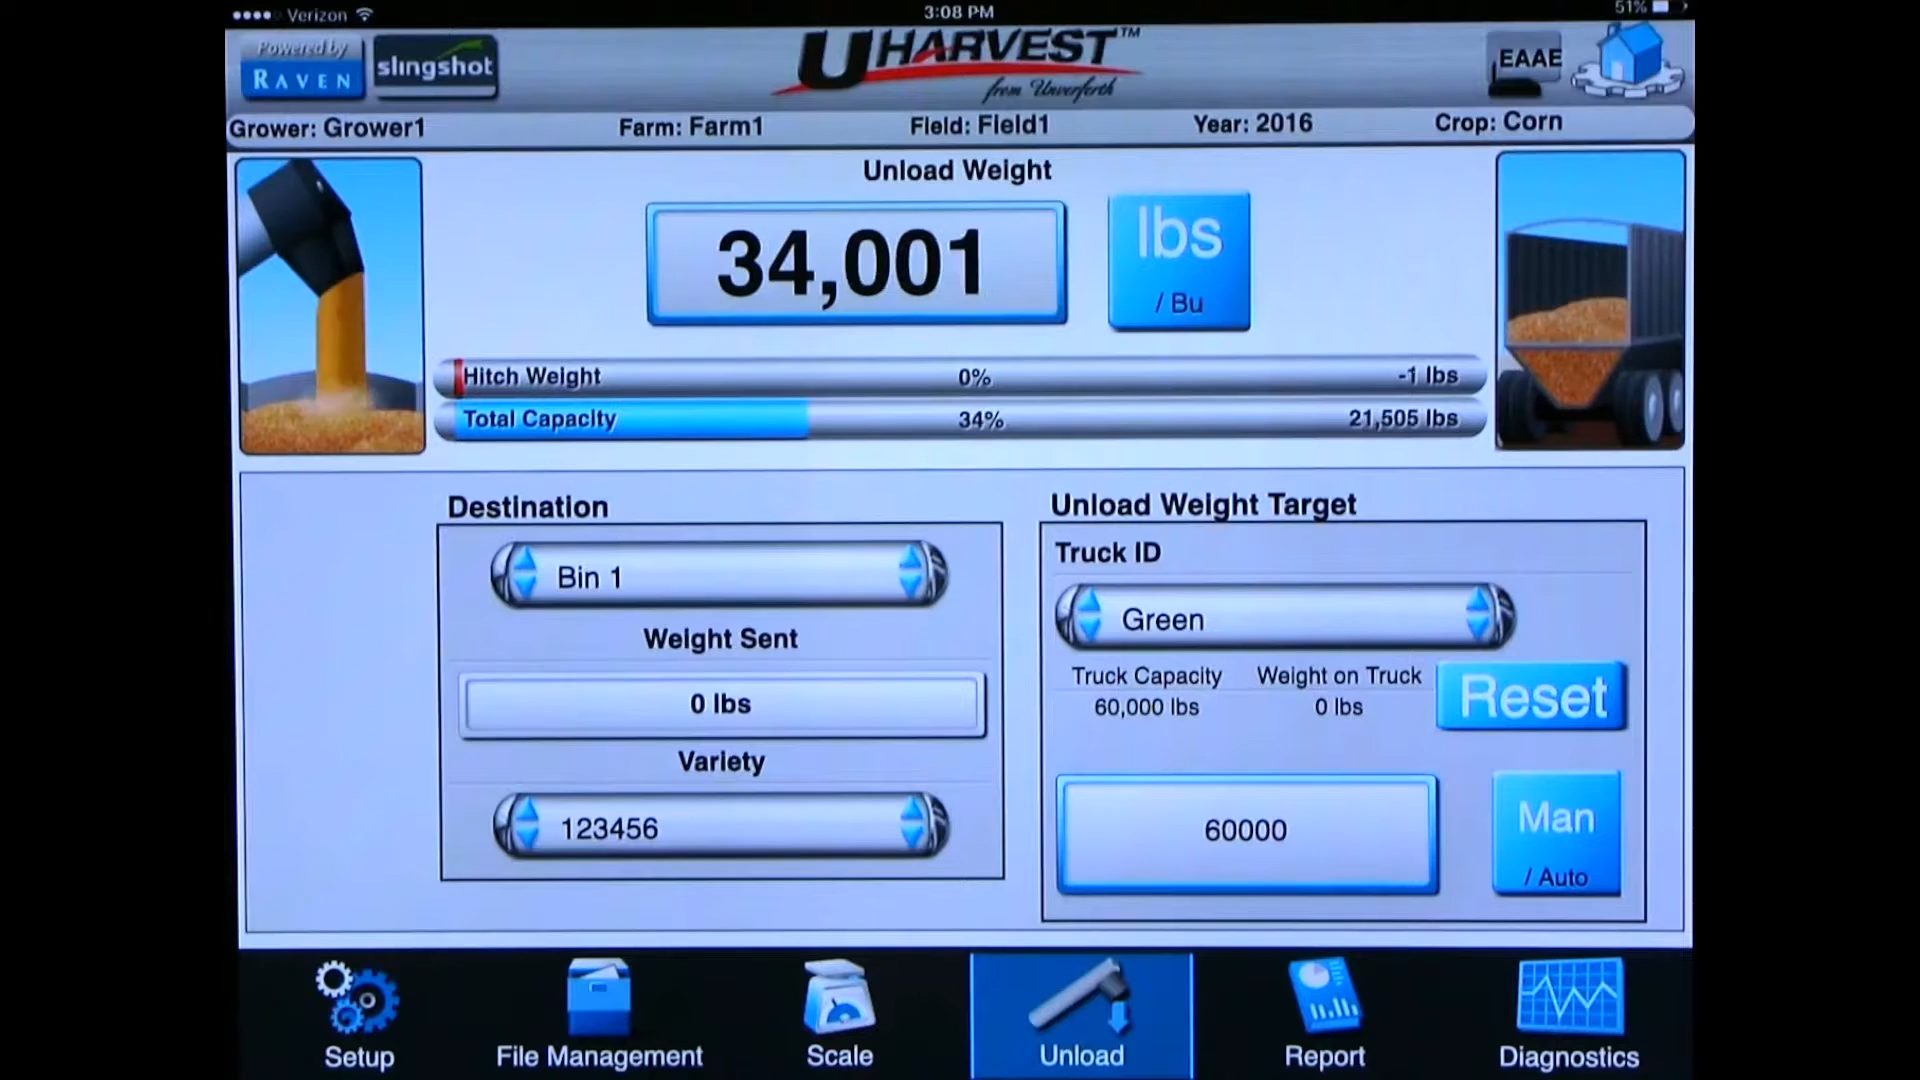 Verizon 3:08 PM 51%
Powered by
RAVEN
slingshot
UHARVEST™
from Unverferth
EAAE
Grower: Grower1 Farm: Farm1 Field: Field1 Year: 2016 Crop: Corn
Unload Weight
34,001
lbs
/ Bu
Hitch Weight 0% -1 lbs
Total Capacity 34% 21,505 lbs
Destination
Bin 1
Weight Sent
0 lbs
Variety
123456
Unload Weight Target
Truck ID
Green
Truck Capacity Weight on Truck
60,000 lbs 0 lbs
Reset
60000
Man
/ Auto
Setup File Management Scale Unload Report Diagnostics